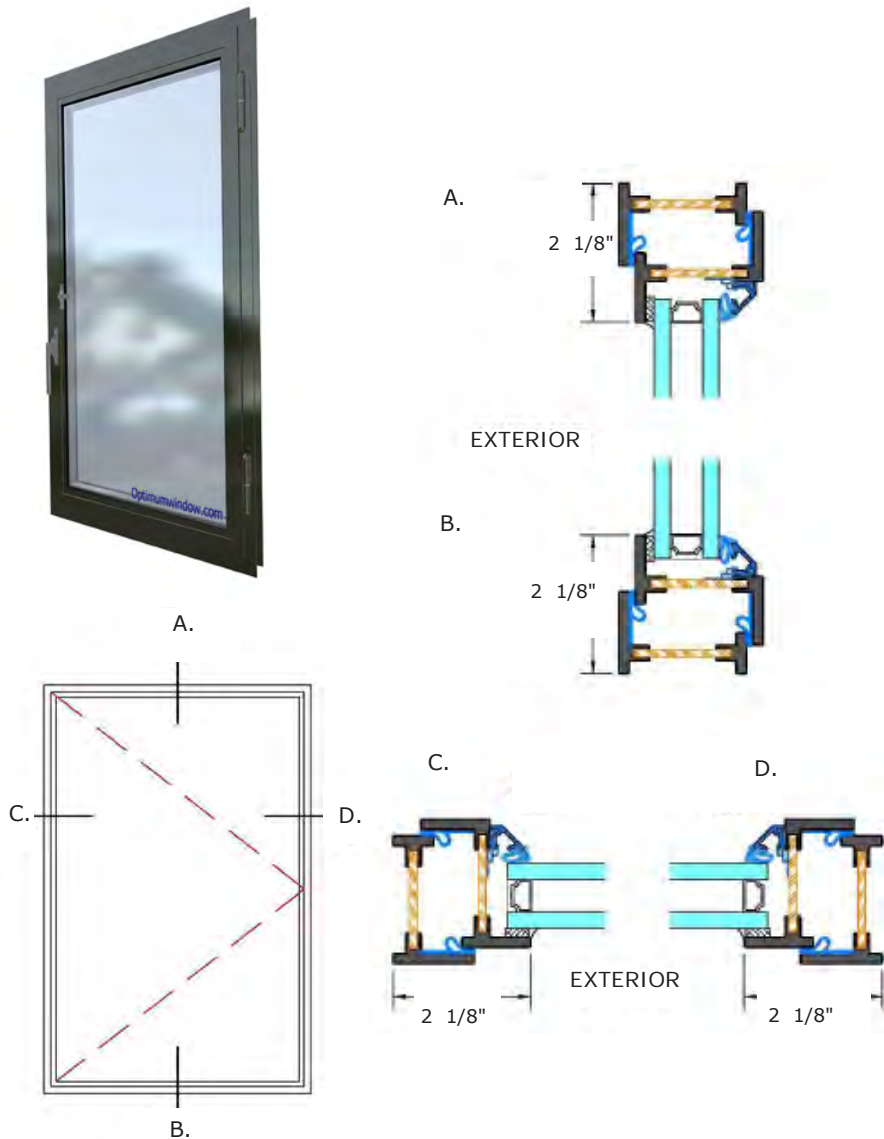 Optimumwindow.com
A.
2 1/8"
EXTERIOR
B.
2 1/8"
A.
C.
D.
B.
C.
D.
EXTERIOR
2 1/8"
2 1/8"